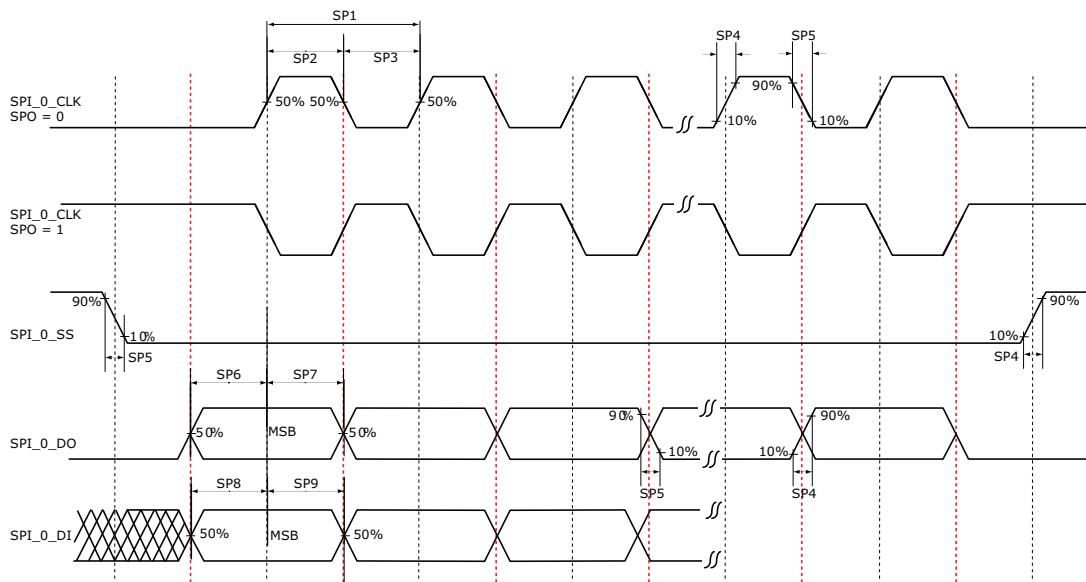 SP1
SP2
SP3
SP4
SP5
SPI_0_CLK
SPO = 0
50%
50%
50%
90%
10%
10%
SPI_0_CLK
SPO = 1
90%
10%
SPI_0_SS
SP5
90%
10%
SP4
SP6
SP7
SPI_0_DO
50%
MSB
50%
90%
10%
SP5
90%
10%
SP4
SP8
SP9
SPI_0_DI
50%
MSB
50%